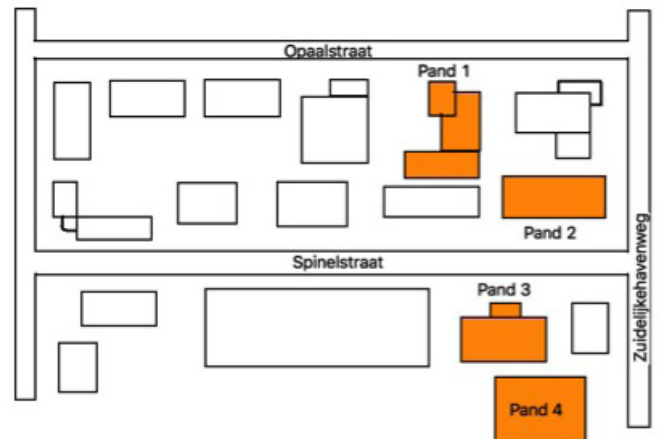 Opaalstraat
Pand 1
Pand 2
Spinelstraat
Zuidelijkehavenweg
Pand 3
Pand 4